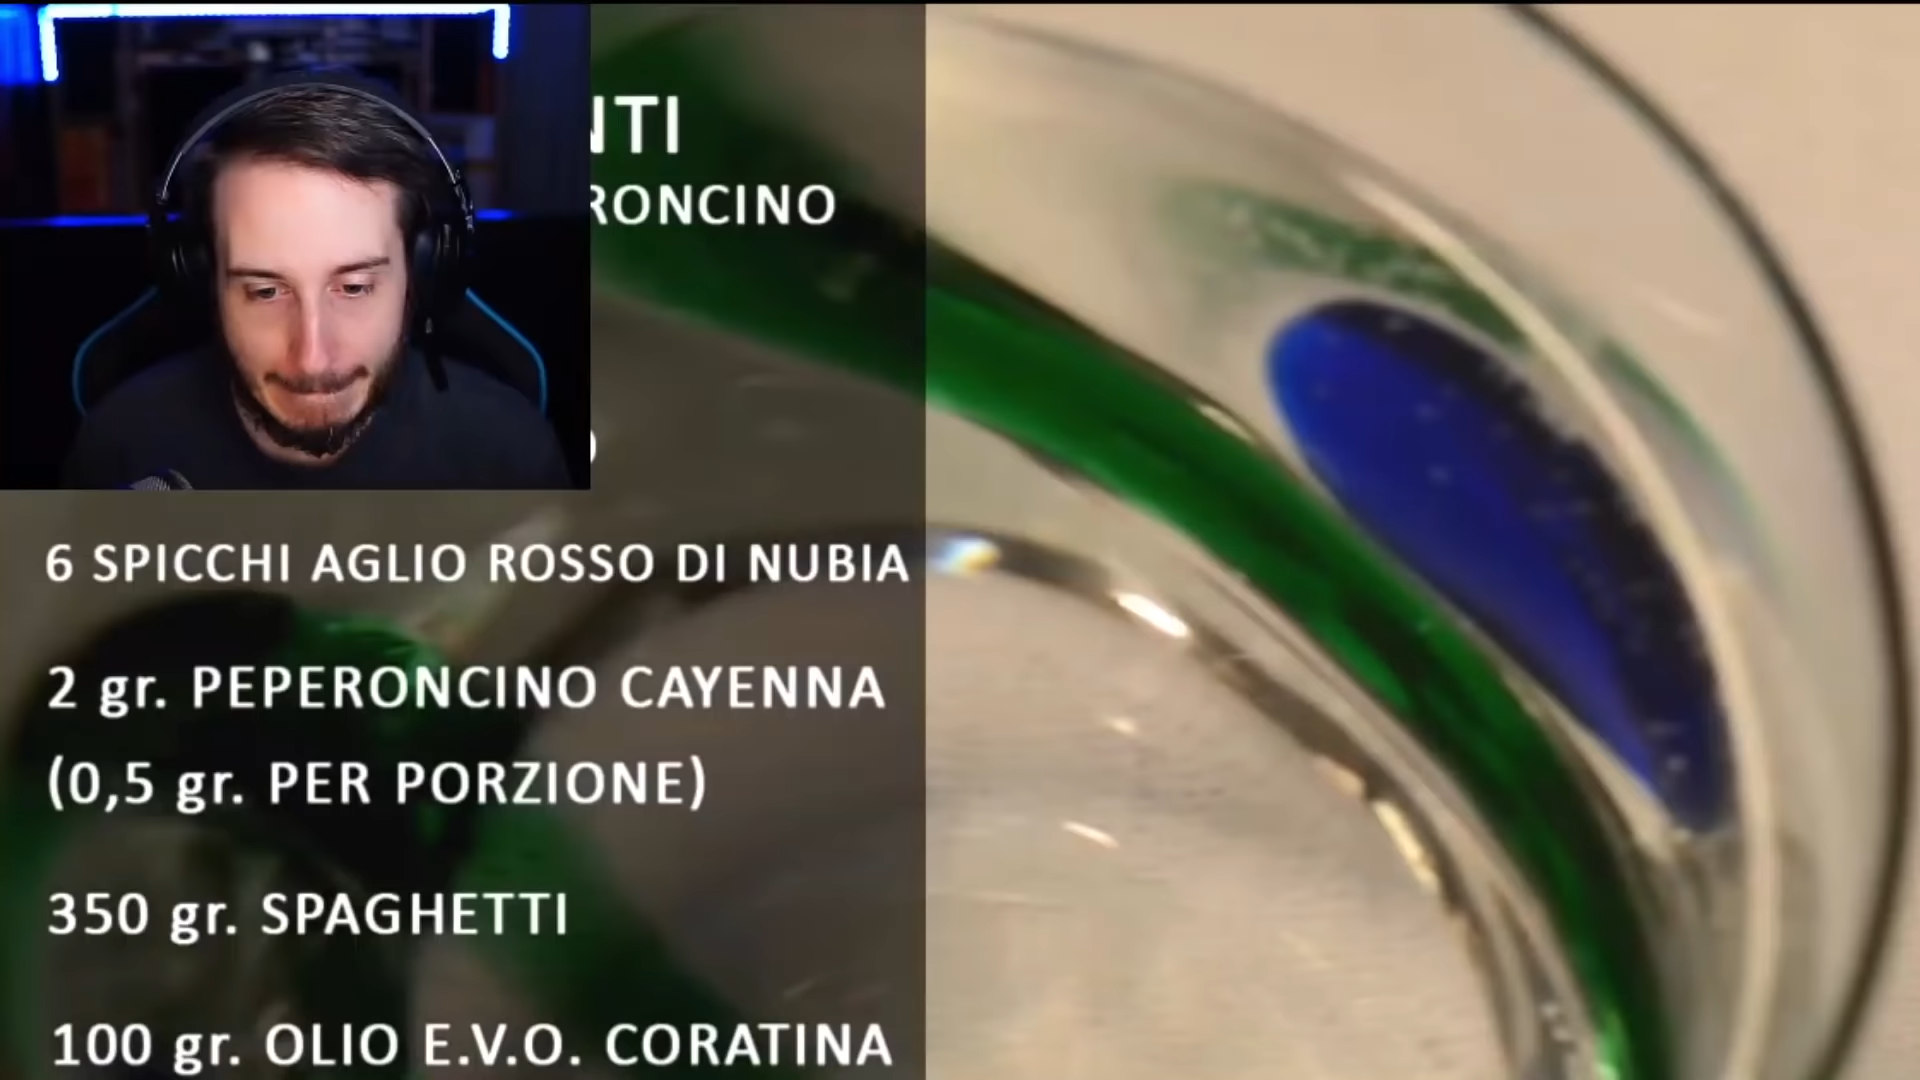 NTI
RONCINO
6 SPICCHI AGLIO ROSSO DI NUBIA
2 gr. PEPERONCINO CAYENNA
(0,5 gr. PER PORZIONE)
350 gr. SPAGHETTI
100 gr. OLIO E.V.O. CORATINA